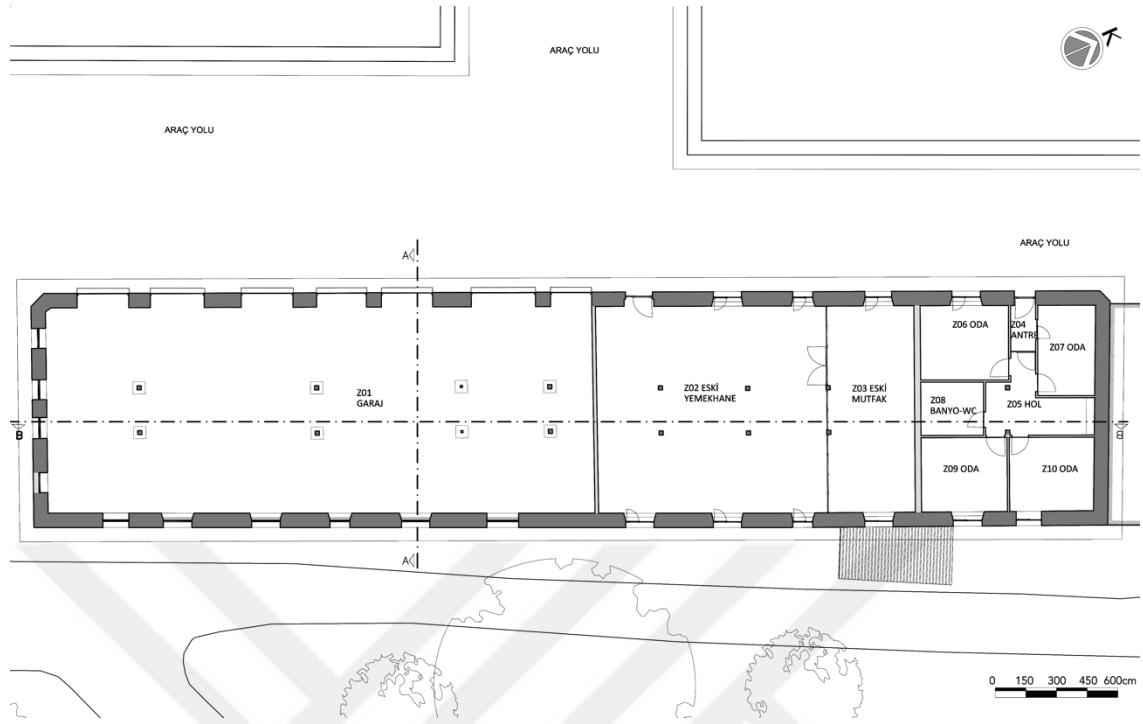 ARAÇ YOLU
K
ARAÇ YOLU
ARAÇ YOLU
A
Z06 ODA
Z04
ANTRE
Z07 ODA
Z01
GARAJ
Z02 ESKİ
YEMEKHANE
Z03 ESKİ
MUTFAK
Z08
BANYO-WC
Z05 HOL
B
B
Z09 ODA
Z10 ODA
A
0 150 300 450 600cm